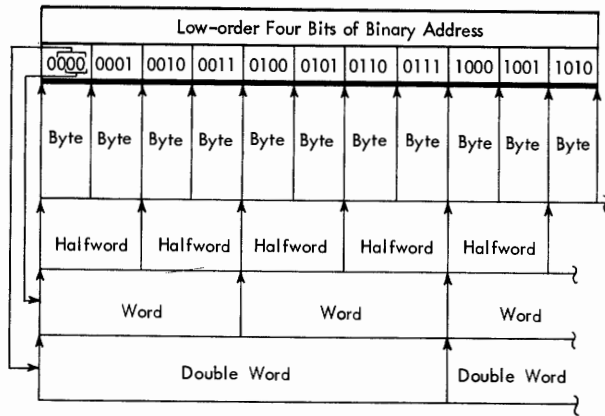 Low-order Four Bits of Binary Address
0000 0001 0010 0011 0100 0101 0110 0111 1000 1001 1010
Byte Byte Byte Byte Byte Byte Byte Byte Byte Byte Byte
Halfword Halfword Halfword Halfword Halfword
Word Word Word
Double Word Double Word